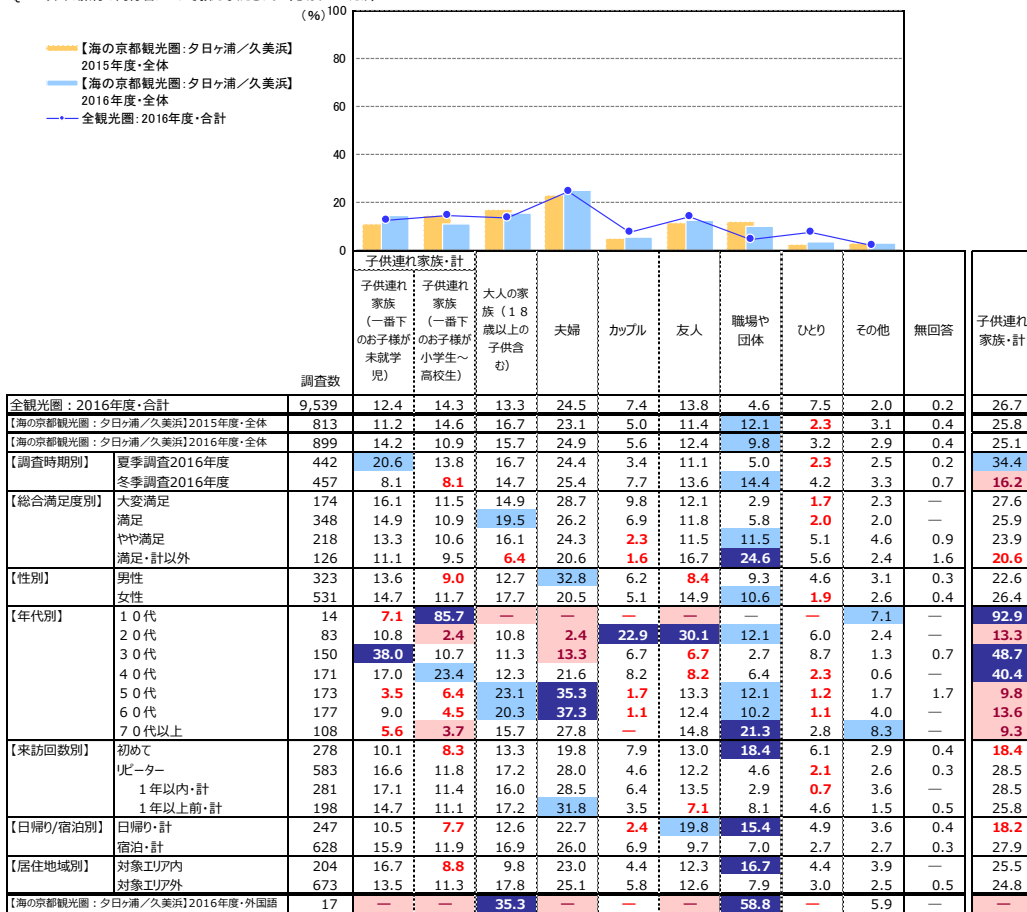 (%)
100
80
60
40
20
0
【海の京都観光圏：夕日ヶ浦／久美浜】
2015年度・全体
【海の京都観光圏：夕日ヶ浦／久美浜】
2016年度・全体
全観光圏：2016年度・合計
調査数 子供連れ家族・計 子供連れ家族（一番下のお子様が未就学児） 子供連れ家族（一番下のお子様が小学生～高校生） 大人の家族（１８歳以上の子供含む） 夫婦 カップル 友人 職場や団体 ひとり その他 無回答 子供連れ家族・計
全観光圏：2016年度・合計 9,539 12.4 14.3 13.3 24.5 7.4 13.8 4.6 7.5 2.0 0.2 26.7
【海の京都観光圏：夕日ヶ浦／久美浜】2015年度・全体 813 11.2 14.6 16.7 23.1 5.0 11.4 12.1 2.3 3.1 0.4 25.8
【海の京都観光圏：夕日ヶ浦／久美浜】2016年度・全体 899 14.2 10.9 15.7 24.9 5.6 12.4 9.8 3.2 2.9 0.4 25.1
【調査時期別】 夏季調査2016年度 442 20.6 13.8 16.7 24.4 3.4 11.1 5.0 2.3 2.5 0.2 34.4
冬季調査2016年度 457 8.1 8.1 14.7 25.4 7.7 13.6 14.4 4.2 3.3 0.7 16.2
【総合満足度別】 大変満足 174 16.1 11.5 14.9 28.7 9.8 12.1 2.9 1.7 2.3 － 27.6
満足 348 14.9 10.9 19.5 26.2 6.9 11.8 5.8 2.0 2.0 － 25.9
やや満足 218 13.3 10.6 16.1 24.3 2.3 11.5 11.5 5.1 4.6 0.9 23.9
満足・計以外 126 11.1 9.5 6.4 20.6 1.6 16.7 24.6 5.6 2.4 1.6 20.6
【性別】 男性 323 13.6 9.0 12.7 32.8 6.2 8.4 9.3 4.6 3.1 0.3 22.6
女性 531 14.7 11.7 17.7 20.5 5.1 14.9 10.6 1.9 2.6 0.4 26.4
【年代別】 １０代 14 7.1 85.7 － － － － － － 7.1 － 92.9
２０代 83 10.8 2.4 10.8 2.4 22.9 30.1 12.1 6.0 2.4 － 13.3
３０代 150 38.0 10.7 11.3 13.3 6.7 6.7 2.7 8.7 1.3 0.7 48.7
４０代 171 17.0 23.4 12.3 21.6 8.2 8.2 6.4 2.3 0.6 － 40.4
５０代 173 3.5 6.4 23.1 35.3 1.7 13.3 12.1 1.2 1.7 1.7 9.8
６０代 177 9.0 4.5 20.3 37.3 1.1 12.4 10.2 1.1 4.0 － 13.6
７０代以上 108 5.6 3.7 15.7 27.8 － 14.8 21.3 2.8 8.3 － 9.3
【来訪回数別】 初めて 278 10.1 8.3 13.3 19.8 7.9 13.0 18.4 6.1 2.9 0.4 18.4
リピーター 583 16.6 11.8 17.2 28.0 4.6 12.2 4.6 2.1 2.6 0.3 28.5
１年以内・計 281 17.1 11.4 16.0 28.5 6.4 13.5 2.9 0.7 3.6 － 28.5
１年以上前・計 198 14.7 11.1 17.2 31.8 3.5 7.1 8.1 4.6 1.5 0.5 25.8
【日帰り/宿泊別】 日帰り・計 247 10.5 7.7 12.6 22.7 2.4 19.8 15.4 4.9 3.6 0.4 18.2
宿泊・計 628 15.9 11.9 16.9 26.0 6.9 9.7 7.0 2.7 2.7 0.3 27.9
【居住地域別】 対象エリア内 204 16.7 8.8 9.8 23.0 4.4 12.3 16.7 4.4 3.9 － 25.5
対象エリア外 673 13.5 11.3 17.8 25.1 5.8 12.6 7.9 3.0 2.5 0.5 24.8
【海の京都観光圏：夕日ヶ浦／久美浜】2016年度・外国語 17 － － 35.3 － － － 58.8 － 5.9 － －